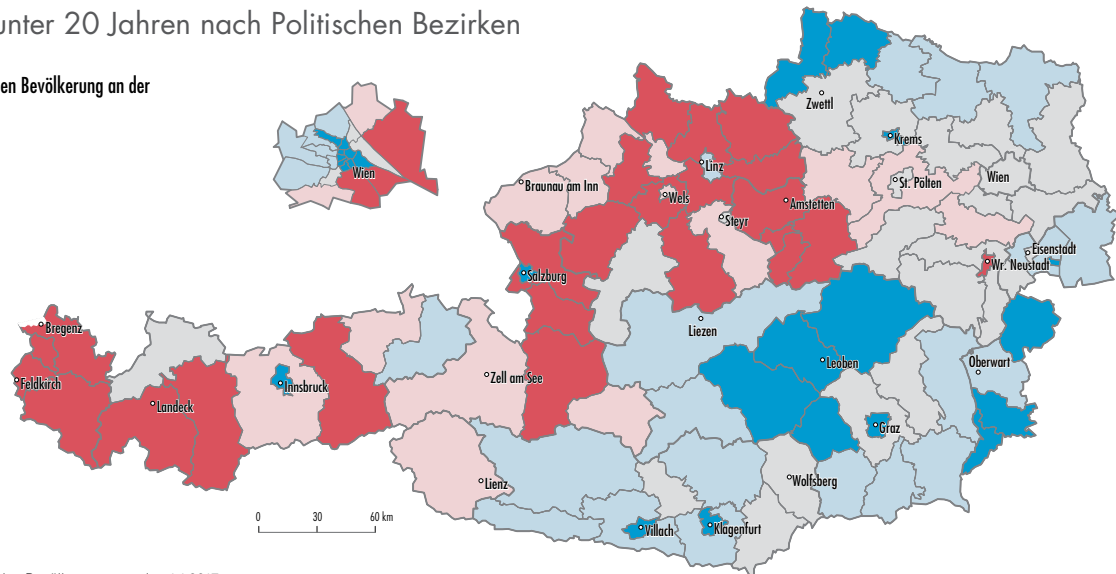 unter 20 Jahren nach Politischen Bezirken
en Bevölkerung an der
Zwettl
Krems
Linz
Wien
St. Pölten
Wien
Braunau am Inn
Wels
Amstetten
Steyr
Eisenstadt
Wr. Neustadt
Salzburg
Bregenz
Liezen
Oberwart
Leoben
Feldkirch
Innsbruck
Zell am See
Landeck
Graz
Lienz
Wolfsberg
0 30 60 km
Villach
Klagenfurt